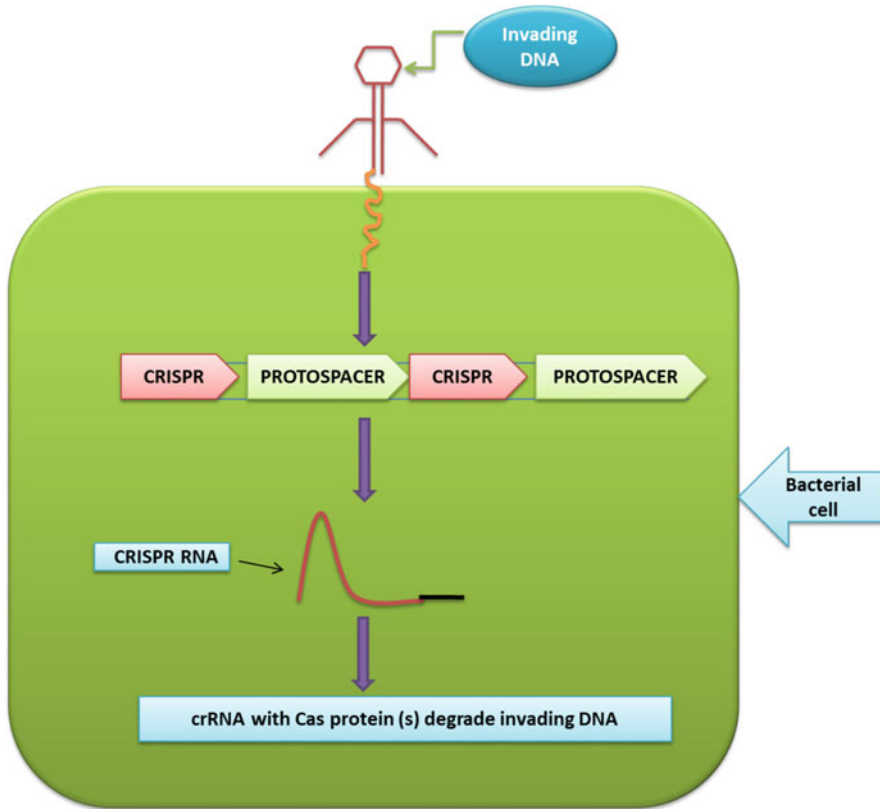 Invading
DNA
CRISPR
PROTOSPACER
CRISPR
PROTOSPACER
Bacterial
cell
CRISPR RNA
crRNA with Cas protein (s) degrade invading DNA